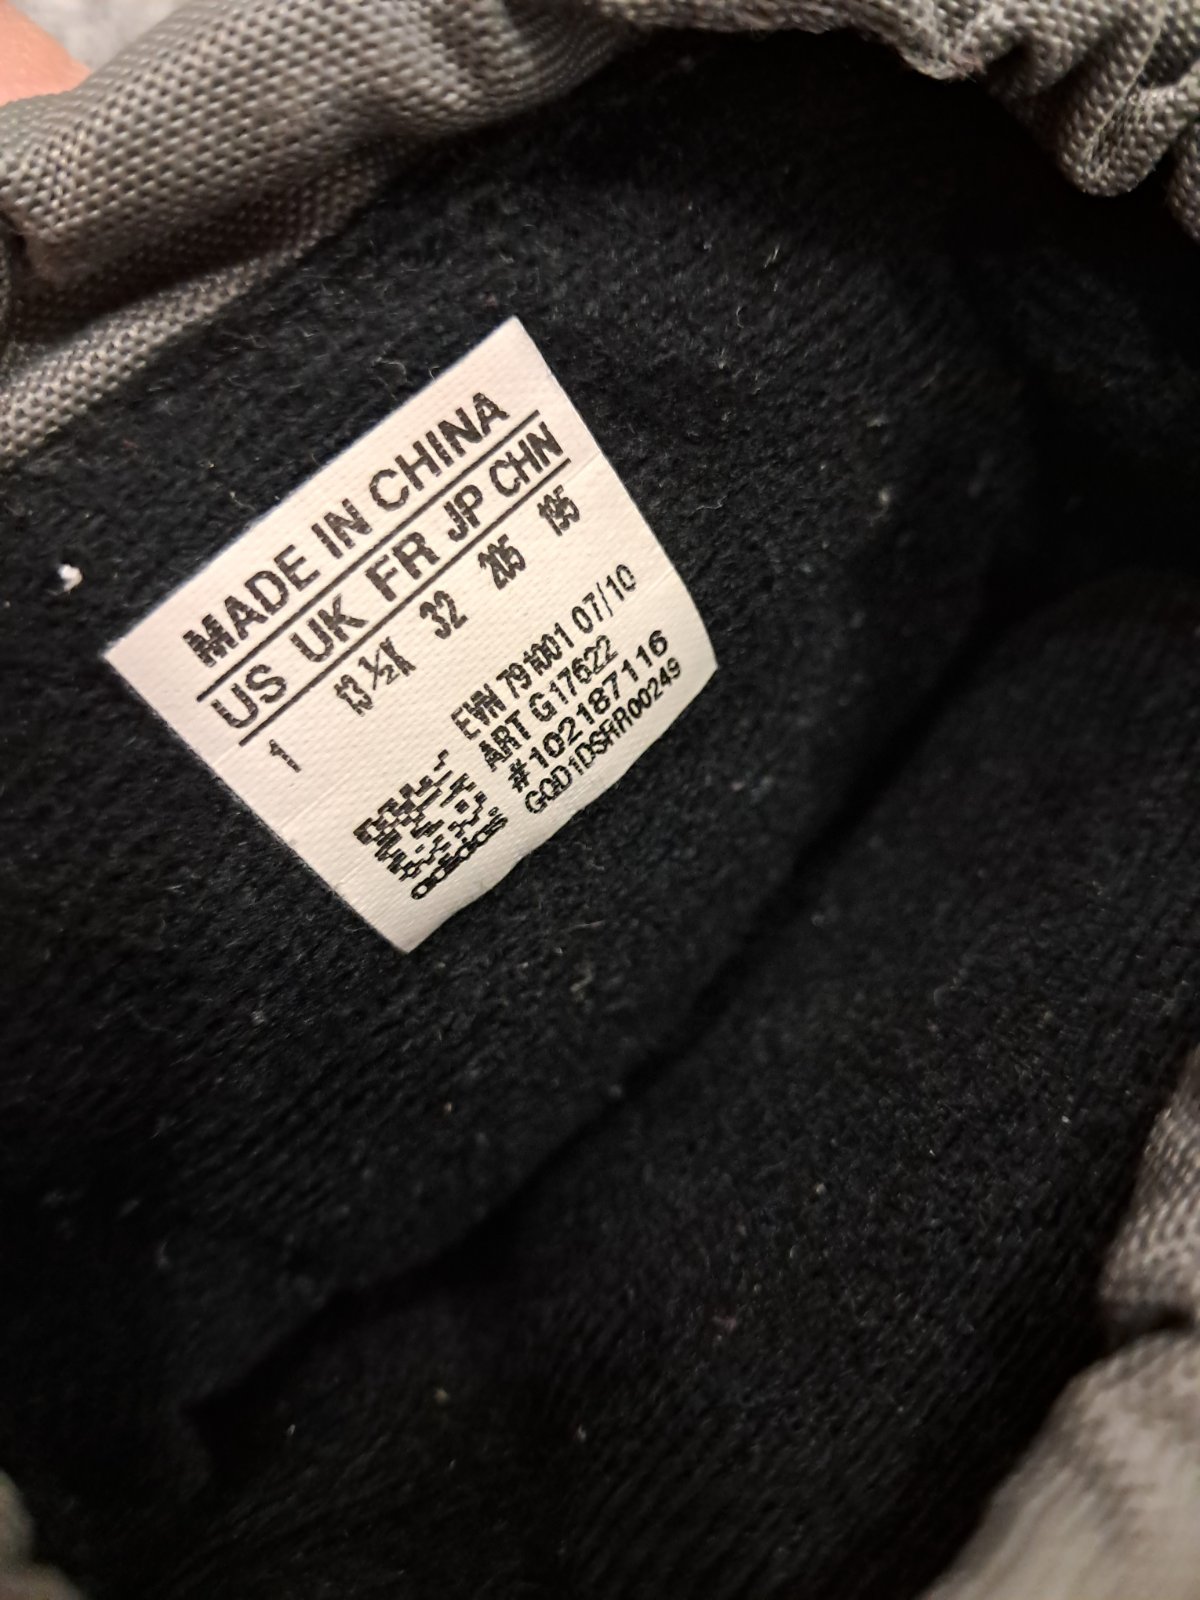 MADE IN CHINA
US UK FR JP CHN
1 13½K 32 205 195
EVN 791001 07/10
ART G17622
#102187116
GQD1DSRR00249
adidas